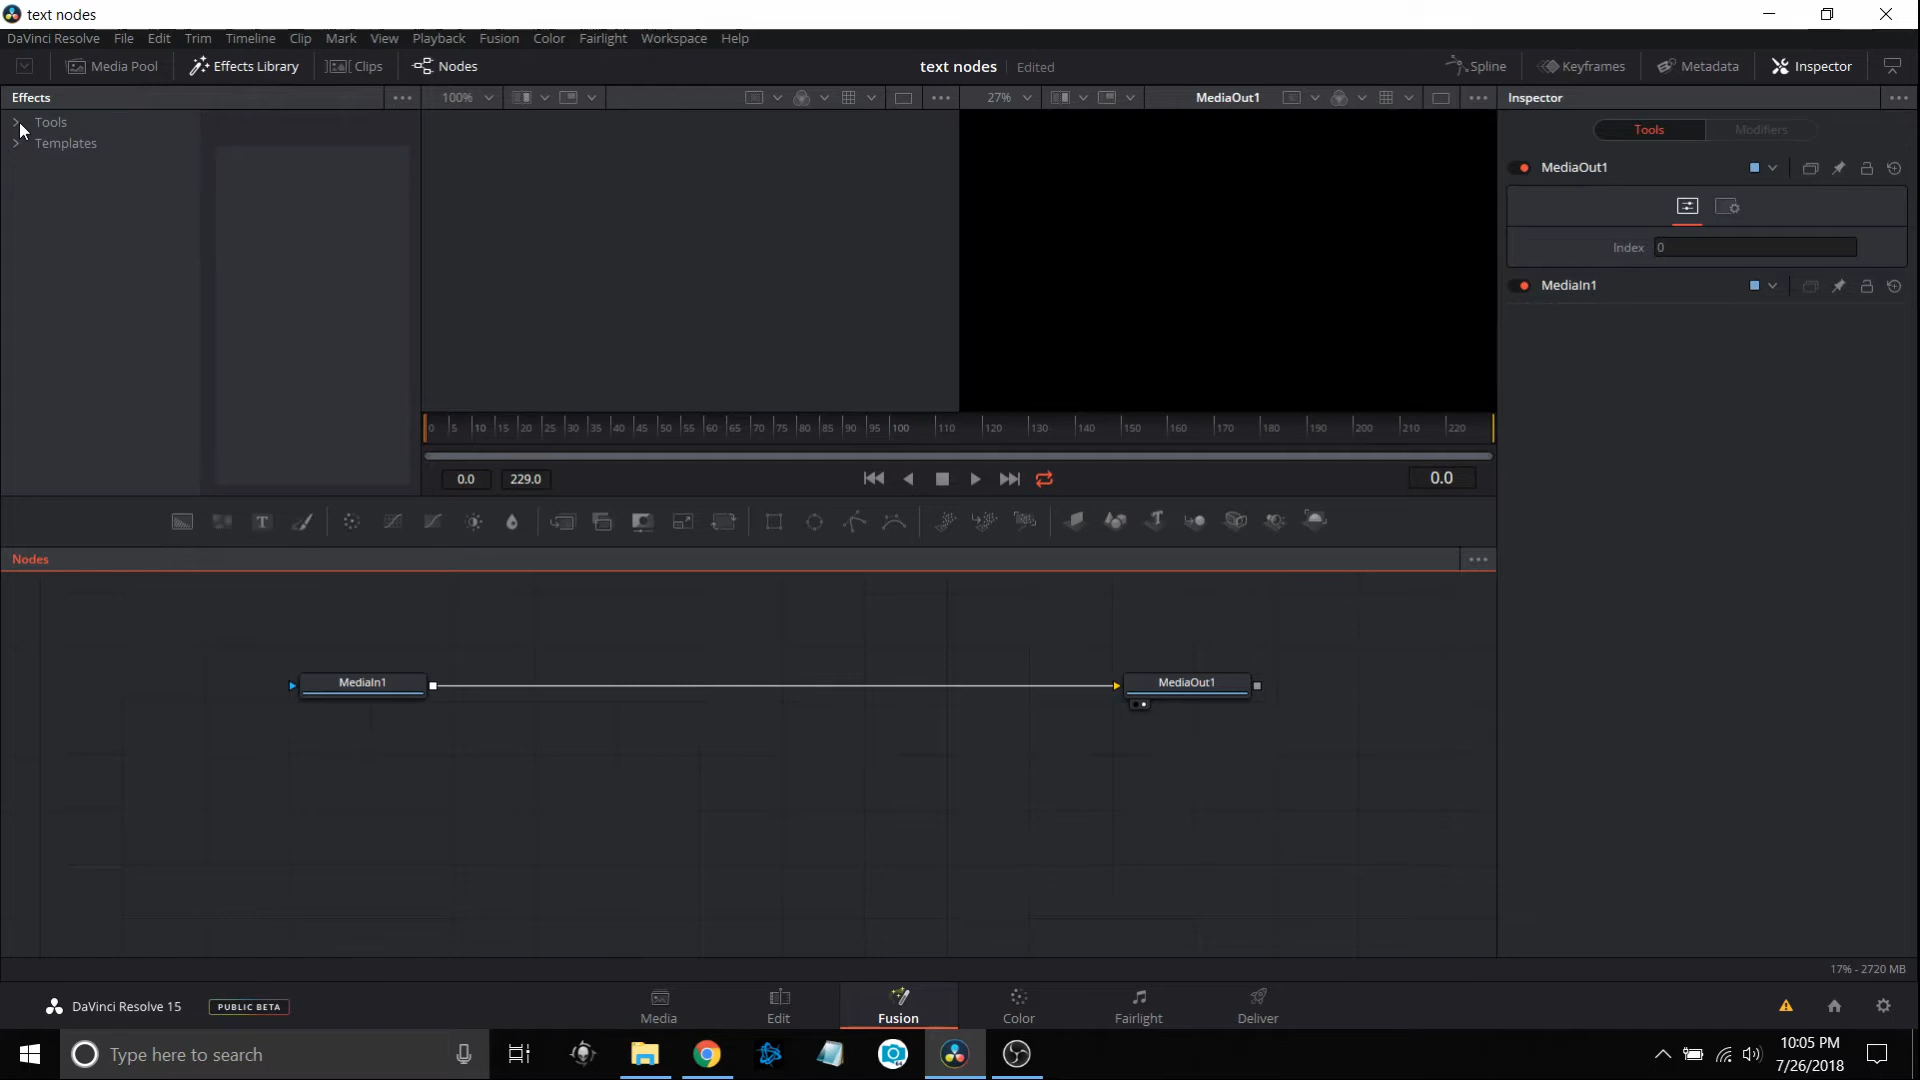 text nodes
DaVinci Resolve File Edit Trim Timeline Clip Mark View Playback Fusion Color Fairlight Workspace Help
Media Pool Effects Library Clips Nodes text nodes Edited Spline Keyframes Metadata Inspector
Effects 100% 27% MediaOut1 Inspector
Tools
Templates
Tools Modifiers
MediaOut1
Index 0
MediaIn1
0 5 10 15 20 25 30 35 40 45 50 55 60 65 70 75 80 85 90 95 100 110 120 130 140 150 160 170 180 190 200 210 220
0.0 229.0 0.0
T T
Nodes
MediaIn1 MediaOut1
17% - 2720 MB
DaVinci Resolve 15 PUBLIC BETA
Media Edit Fusion Color Fairlight Deliver
Type here to search
10:05 PM
7/26/2018